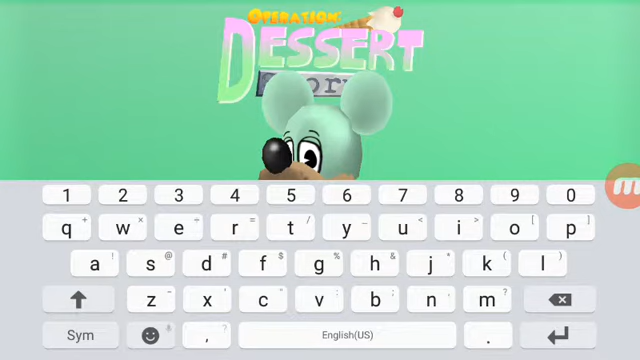 OPERATION:
DESSERT
1 2 3 4 5 6 7 8 9 0
q + w × e ÷ r = t / y _ u < i > o [ p ]
a ! s @ d # f $ g % h & j * k ( l )
z - x ' c " v : b ; n , m ?
Sym , ? English(US) .
m